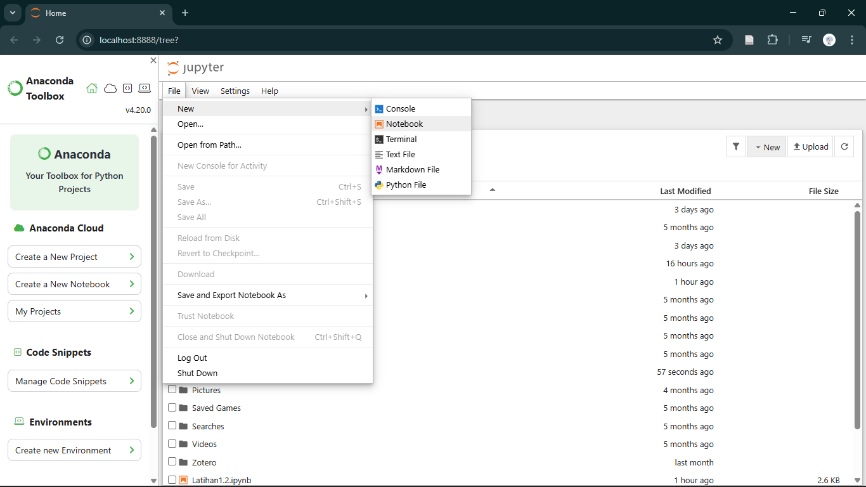 Home
localhost:8888/tree?
Anaconda
Toolbox
v4.20.0
Anaconda
Your Toolbox for Python
Projects
Anaconda Cloud
Create a New Project
Create a New Notebook
My Projects
Code Snippets
Manage Code Snippets
Environments
Create new Environment
jupyter
File View Settings Help
New
Open...
Open from Path...
New Console for Activity
Save Ctrl+S
Save As... Ctrl+Shift+S
Save All
Reload from Disk
Revert to Checkpoint...
Download
Save and Export Notebook As
Trust Notebook
Close and Shut Down Notebook Ctrl+Shift+Q
Log Out
Shut Down
Console
Notebook
Terminal
Text File
Markdown File
Python File
New Upload
Last Modified File Size
3 days ago
5 months ago
3 days ago
16 hours ago
1 hour ago
5 months ago
5 months ago
5 months ago
5 months ago
57 seconds ago
Pictures 4 months ago
Saved Games 5 months ago
Searches 5 months ago
Videos 5 months ago
Zotero last month
Latihan1.2.ipynb 1 hour ago 2.6 KB